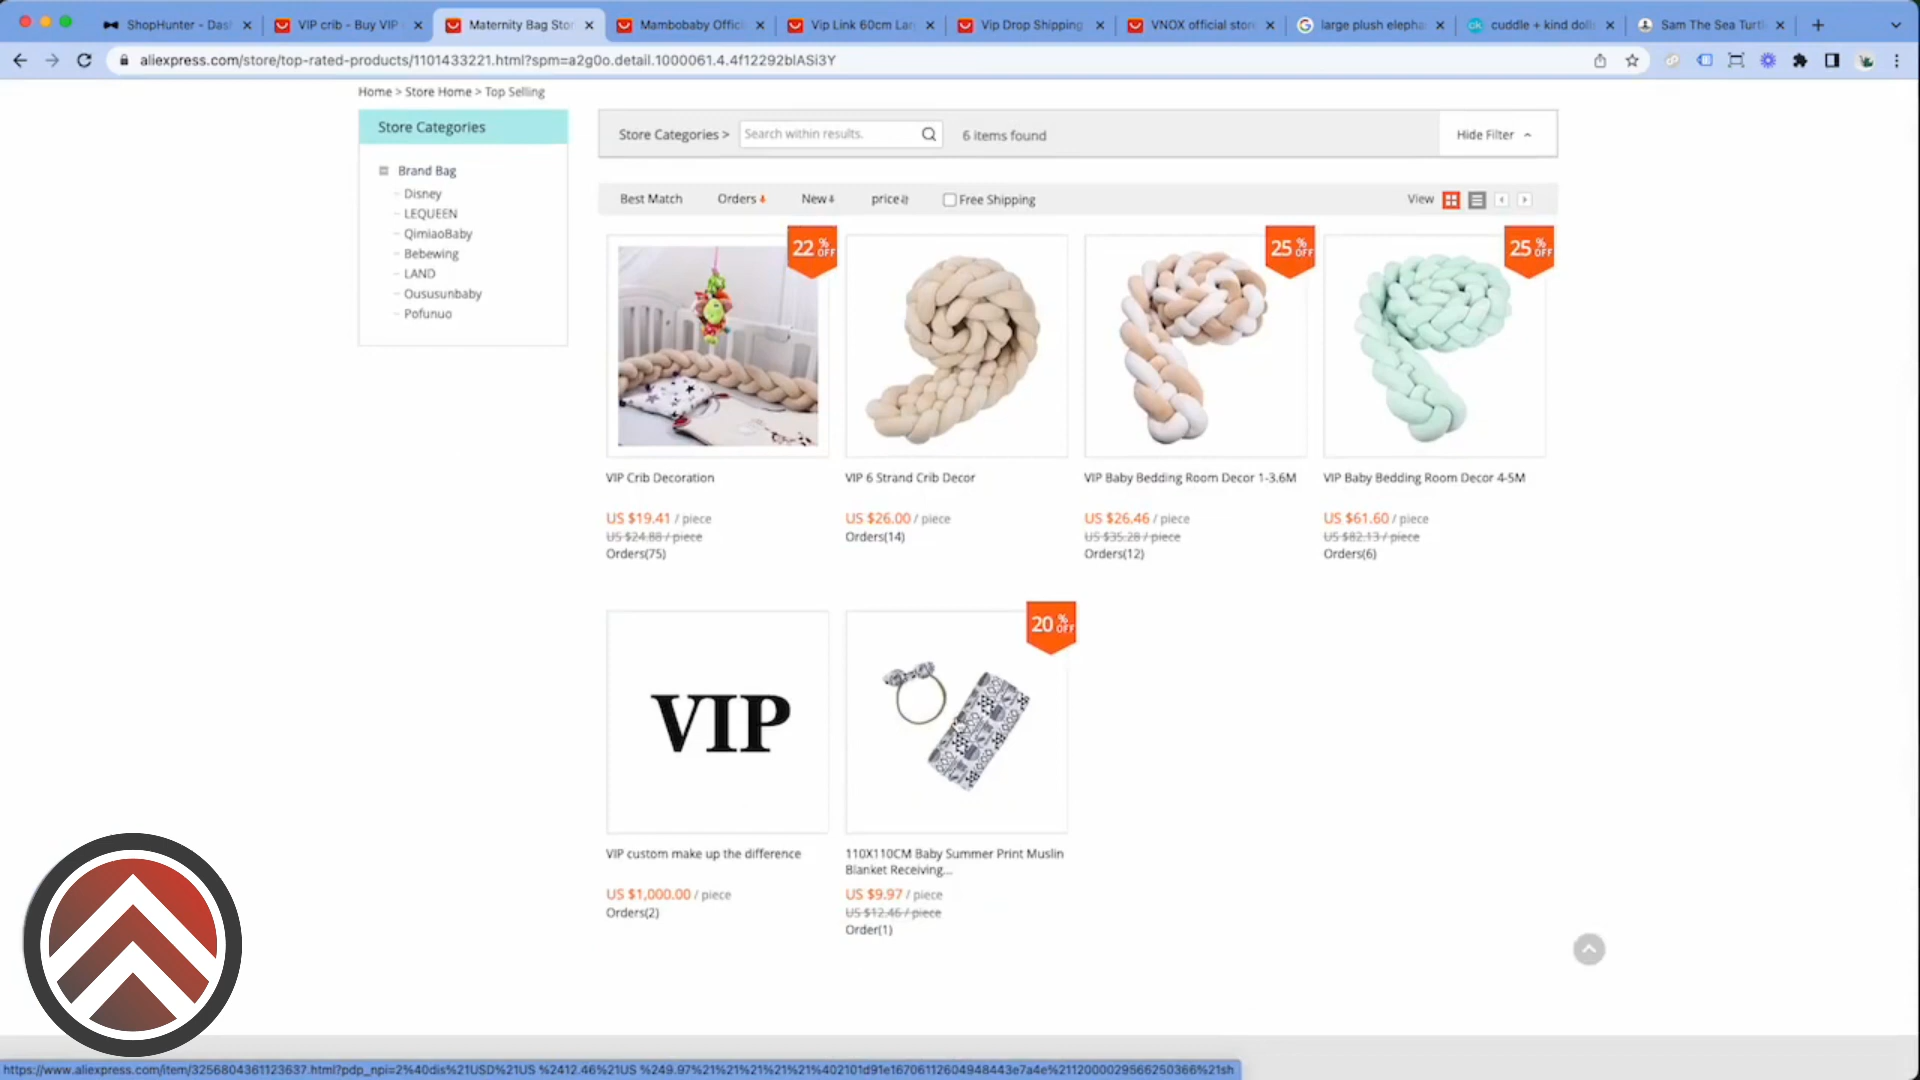 ShopHunter - Das
VIP crib - Buy VIP
Maternity Bag Stor
Mambobaby Offici
Vip Link 60cm Lar
Vip Drop Shipping
VNOX official store
large plush elepha
cuddle + kind doll
Sam The Sea Turtl
aliexpress.com/store/top-rated-products/1101433221.html?spm=a2g0o.detail.1000061.4.4f12292blASi3Y
Home > Store Home > Top Selling
Store Categories
Brand Bag
Disney
LEQUEEN
QimiaoBaby
Bebewing
LAND
Oususunbaby
Pofunuo
Store Categories > Search within results. 6 items found Hide Filter
Best Match Orders New price Free Shipping View
22 % OFF
25 % OFF
25 % OFF
VIP Crib Decoration
US $19.41 / piece
US $24.88 / piece
Orders(75)
VIP 6 Strand Crib Decor
US $26.00 / piece
Orders(14)
VIP Baby Bedding Room Decor 1-3.6M
US $26.46 / piece
US $35.28 / piece
Orders(12)
VIP Baby Bedding Room Decor 4-5M
US $61.60 / piece
US $82.13 / piece
Orders(6)
VIP
20 % OFF
VIP custom make up the difference
US $1,000.00 / piece
Orders(2)
110X110CM Baby Summer Print Muslin
Blanket Receiving...
US $9.97 / piece
US $12.46 / piece
Order(1)